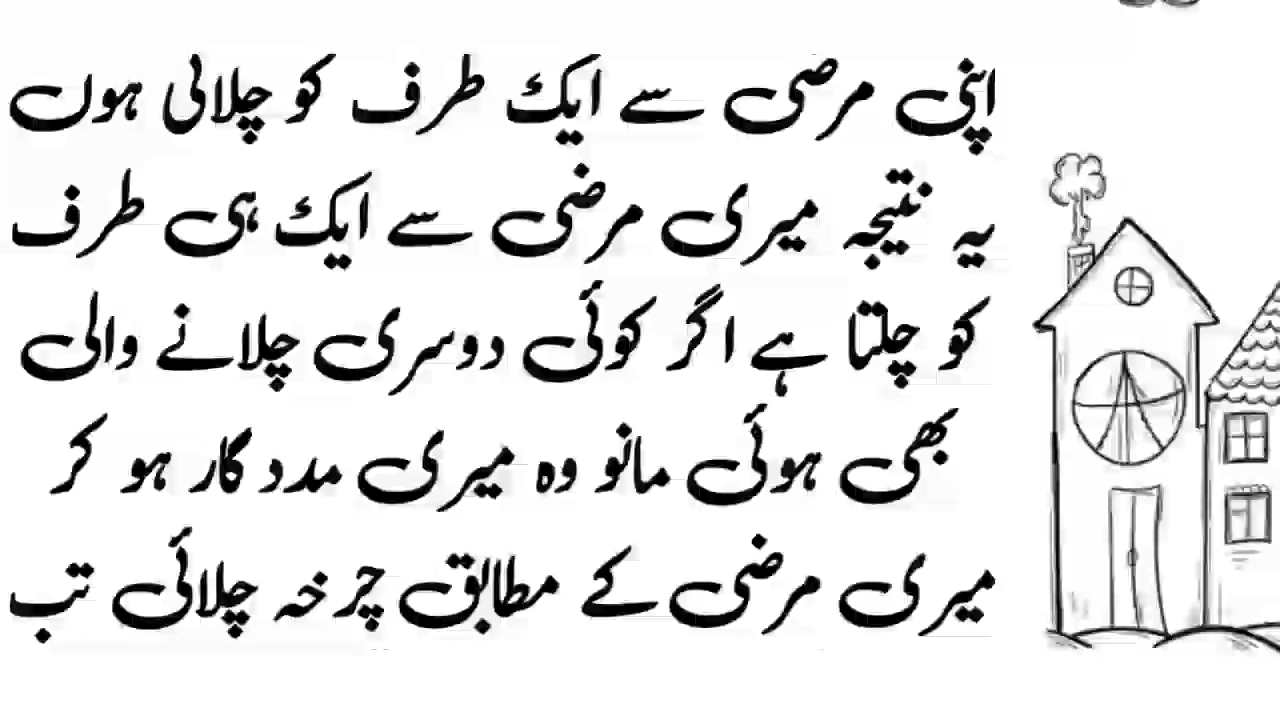 اپنی مرضی سے ایک طرف کو چلاتی ہوں
یہ نتیجہ میری مرضی سے ایک ہی طرف
کو چلتا ہے اگر کوئی دوسری چلانے والی
بھی ہوئی مانو وہ میری مددگار ہو کر
میری مرضی کے مطابق چرخہ چلائی تب